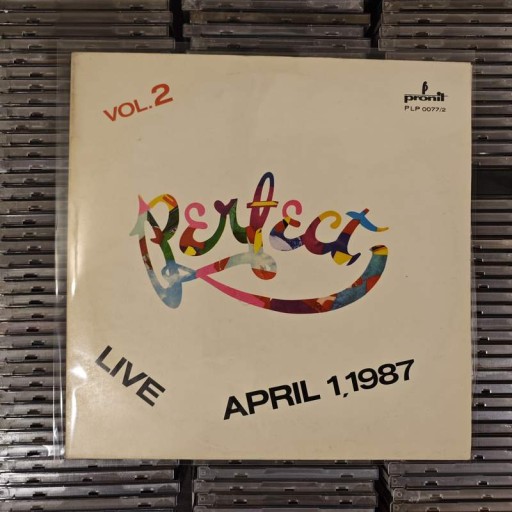 VOL.2
pronit
PLP 0077/2
Perfect
LIVE
APRIL 1,1987